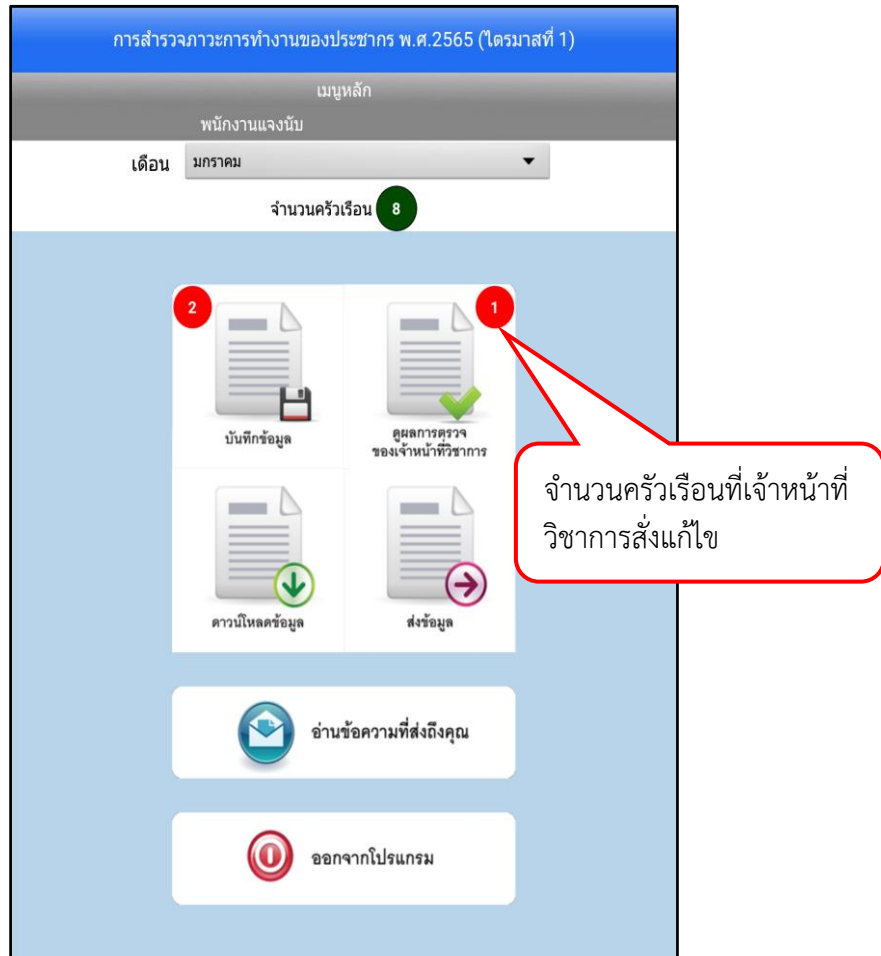 การสำรวจภาวะการทำงานของประชากร พ.ศ.2565 (ไตรมาสที่ 1)
เมนูหลัก
พนักงานแจงนับ
เดือน มกราคม
จำนวนครัวเรือน 8
2
1
บันทึกข้อมูล
ดูผลการตรวจ
ของเจ้าหน้าที่วิชาการ
จำนวนครัวเรือนที่เจ้าหน้าที่
วิชาการสั่งแก้ไข
ดาวน์โหลดข้อมูล
ส่งข้อมูล
อ่านข้อความที่ส่งถึงคุณ
ออกจากโปรแกรม